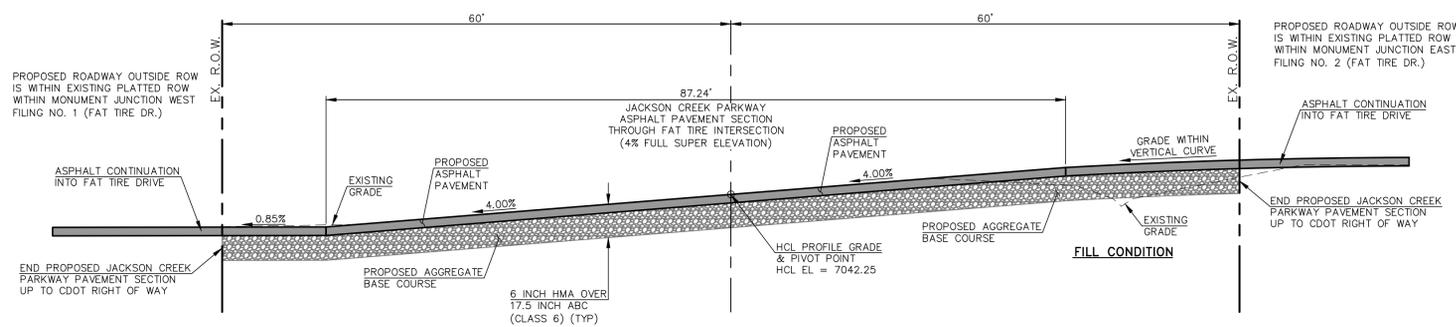 60'
60'
PROPOSED ROADWAY OUTSIDE ROW
IS WITHIN EXISTING PLATTED ROW
WITHIN MONUMENT JUNCTION WEST
FILING NO. 1 (FAT TIRE DR.)
EX. R.O.W.
87.24'
JACKSON CREEK PARKWAY
ASPHALT PAVEMENT SECTION
THROUGH FAT TIRE INTERSECTION
(4% FULL SUPER ELEVATION)
EX. R.O.W.
PROPOSED ROADWAY OUTSIDE ROW
IS WITHIN EXISTING PLATTED ROW
WITHIN MONUMENT JUNCTION EAST
FILING NO. 2 (FAT TIRE DR.)
ASPHALT CONTINUATION
INTO FAT TIRE DRIVE
EXISTING
GRADE
PROPOSED
ASPHALT
PAVEMENT
PROPOSED
ASPHALT
PAVEMENT
GRADE WITHIN
VERTICAL CURVE
ASPHALT CONTINUATION
INTO FAT TIRE DRIVE
0.85%
4.00%
4.00%
END PROPOSED JACKSON CREEK
PARKWAY PAVEMENT SECTION
UP TO CDOT RIGHT OF WAY
PROPOSED AGGREGATE
BASE COURSE
6 INCH HMA OVER
17.5 INCH ABC
(CLASS 6) (TYP)
HCL PROFILE GRADE
& PIVOT POINT
HCL EL = 7042.25
PROPOSED AGGREGATE
BASE COURSE
EXISTING
GRADE
FILL CONDITION
END PROPOSED JACKSON CREEK
PARKWAY PAVEMENT SECTION
UP TO CDOT RIGHT OF WAY